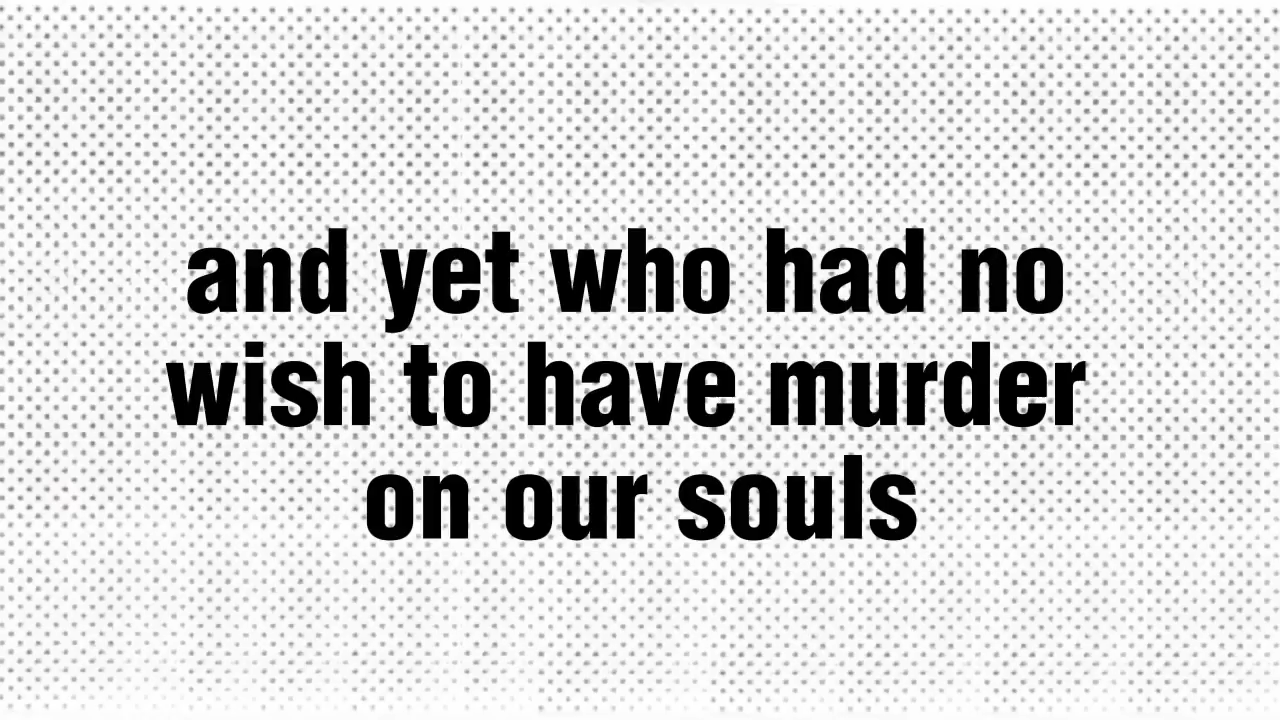 and yet who had no
wish to have murder
on our souls